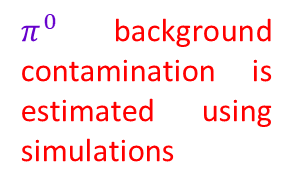 π⁰ background
contamination is
estimated using
simulations